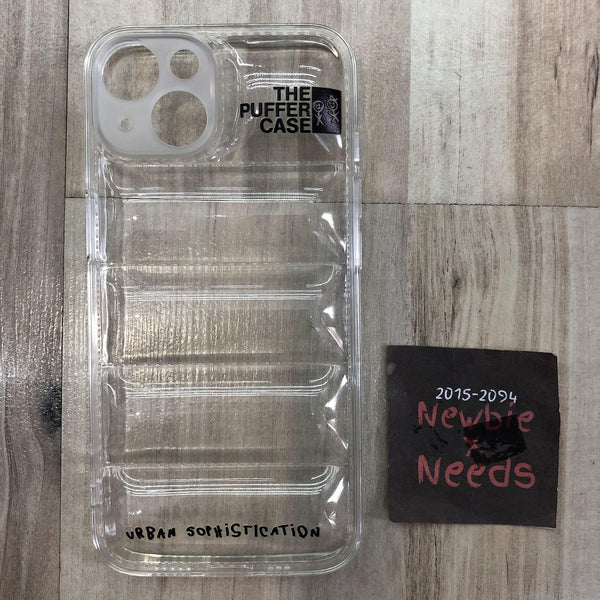 THE
PUFFER
CASE
URBAN SOPHiSTiCATiON
2015-2094
Newbie
Needs